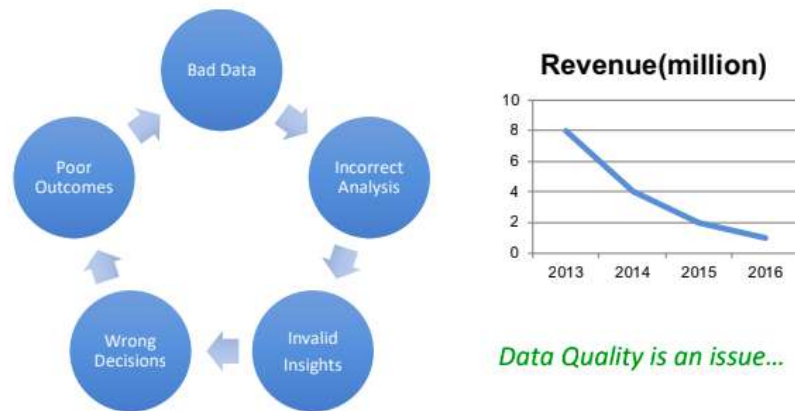 Bad Data
Incorrect
Analysis
Invalid
Insights
Wrong
Decisions
Poor
Outcomes
Revenue(million)
10
8
6
4
2
0
2013 2014 2015 2016
Data Quality is an issue...